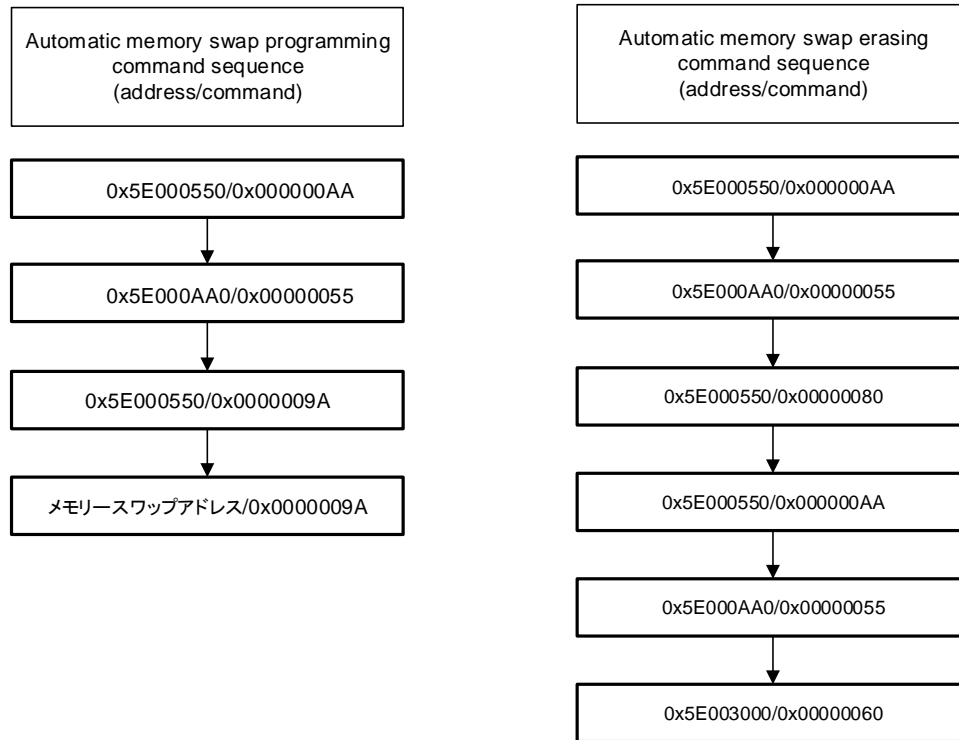 Automatic memory swap programming
command sequence
(address/command)
0x5E000550/0x000000AA
0x5E000AA0/0x00000055
0x5E000550/0x0000009A
メモリースワップアドレス/0x0000009A
Automatic memory swap erasing
command sequence
(address/command)
0x5E000550/0x000000AA
0x5E000AA0/0x00000055
0x5E000550/0x00000080
0x5E000550/0x000000AA
0x5E000AA0/0x00000055
0x5E003000/0x00000060